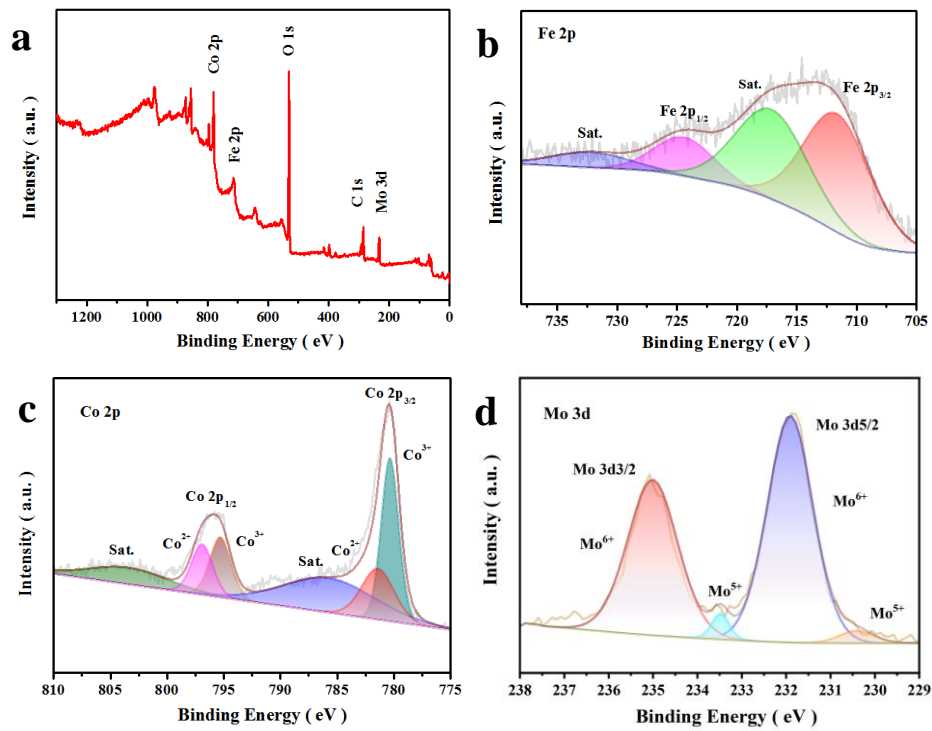 a
Co 2p
O 1s
Fe 2p
C 1s
Mo 3d
Intensity ( a.u. )
1200 1000 800 600 400 200 0
Binding Energy ( eV )
b
Fe 2p
Sat.
Fe 2p1/2
Sat.
Fe 2p3/2
Intensity ( a.u. )
735 730 725 720 715 710 705
Binding Energy ( eV )
c
Co 2p
Co 2p3/2
Co3+
Co 2p1/2
Co2+
Co3+
Sat.
Sat.
Co2+
Intensity ( a.u. )
810 805 800 795 790 785 780 775
Binding Energy ( eV )
d
Mo 3d
Mo 3d5/2
Mo 3d3/2
Mo6+
Mo6+
Mo5+
Mo5+
Intensity ( a.u. )
238 237 236 235 234 233 232 231 230 229
Binding Energy ( eV )